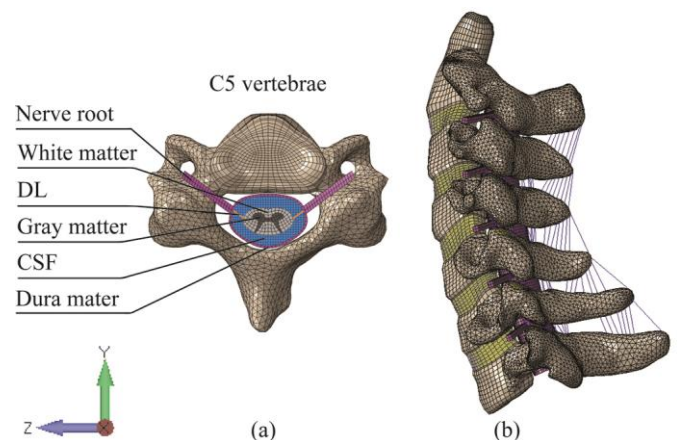 C5 vertebrae
Nerve root
White matter
DL
Gray matter
CSF
Dura mater
Y
Z
X
(a)
(b)